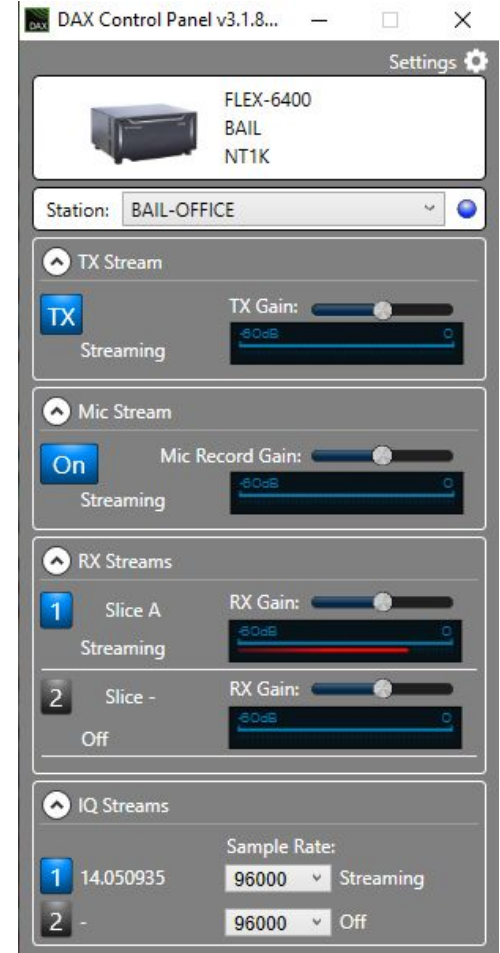 DAX DAX Control Panel v3.1.8...
Settings
FLEX-6400
BAIL
NT1K
Station: BAIL-OFFICE
TX Stream
TX TX Gain:
-60dB 0
Streaming
Mic Stream
On Mic Record Gain:
-60dB 0
Streaming
RX Streams
1 Slice A RX Gain:
-60dB 0
Streaming
2 Slice - RX Gain:
-60dB 0
Off
IQ Streams
Sample Rate:
1 14.050935 96000 Streaming
2 - 96000 Off